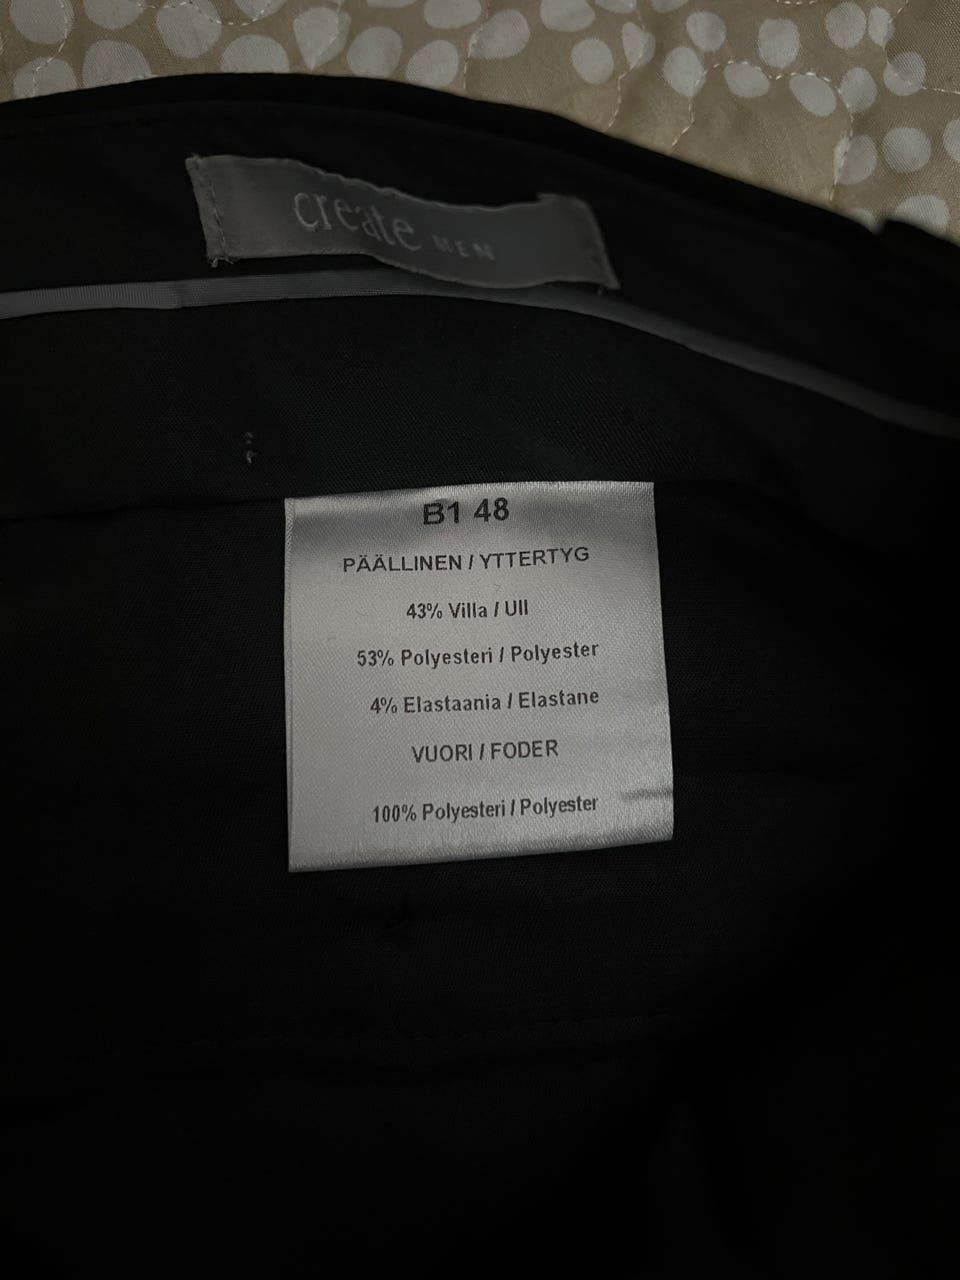 create MEN
B1 48
PÄÄLLINEN / YTTERTYG
43% Villa / Ull
53% Polyesteri / Polyester
4% Elastaania / Elastane
VUORI / FODER
100% Polyesteri / Polyester